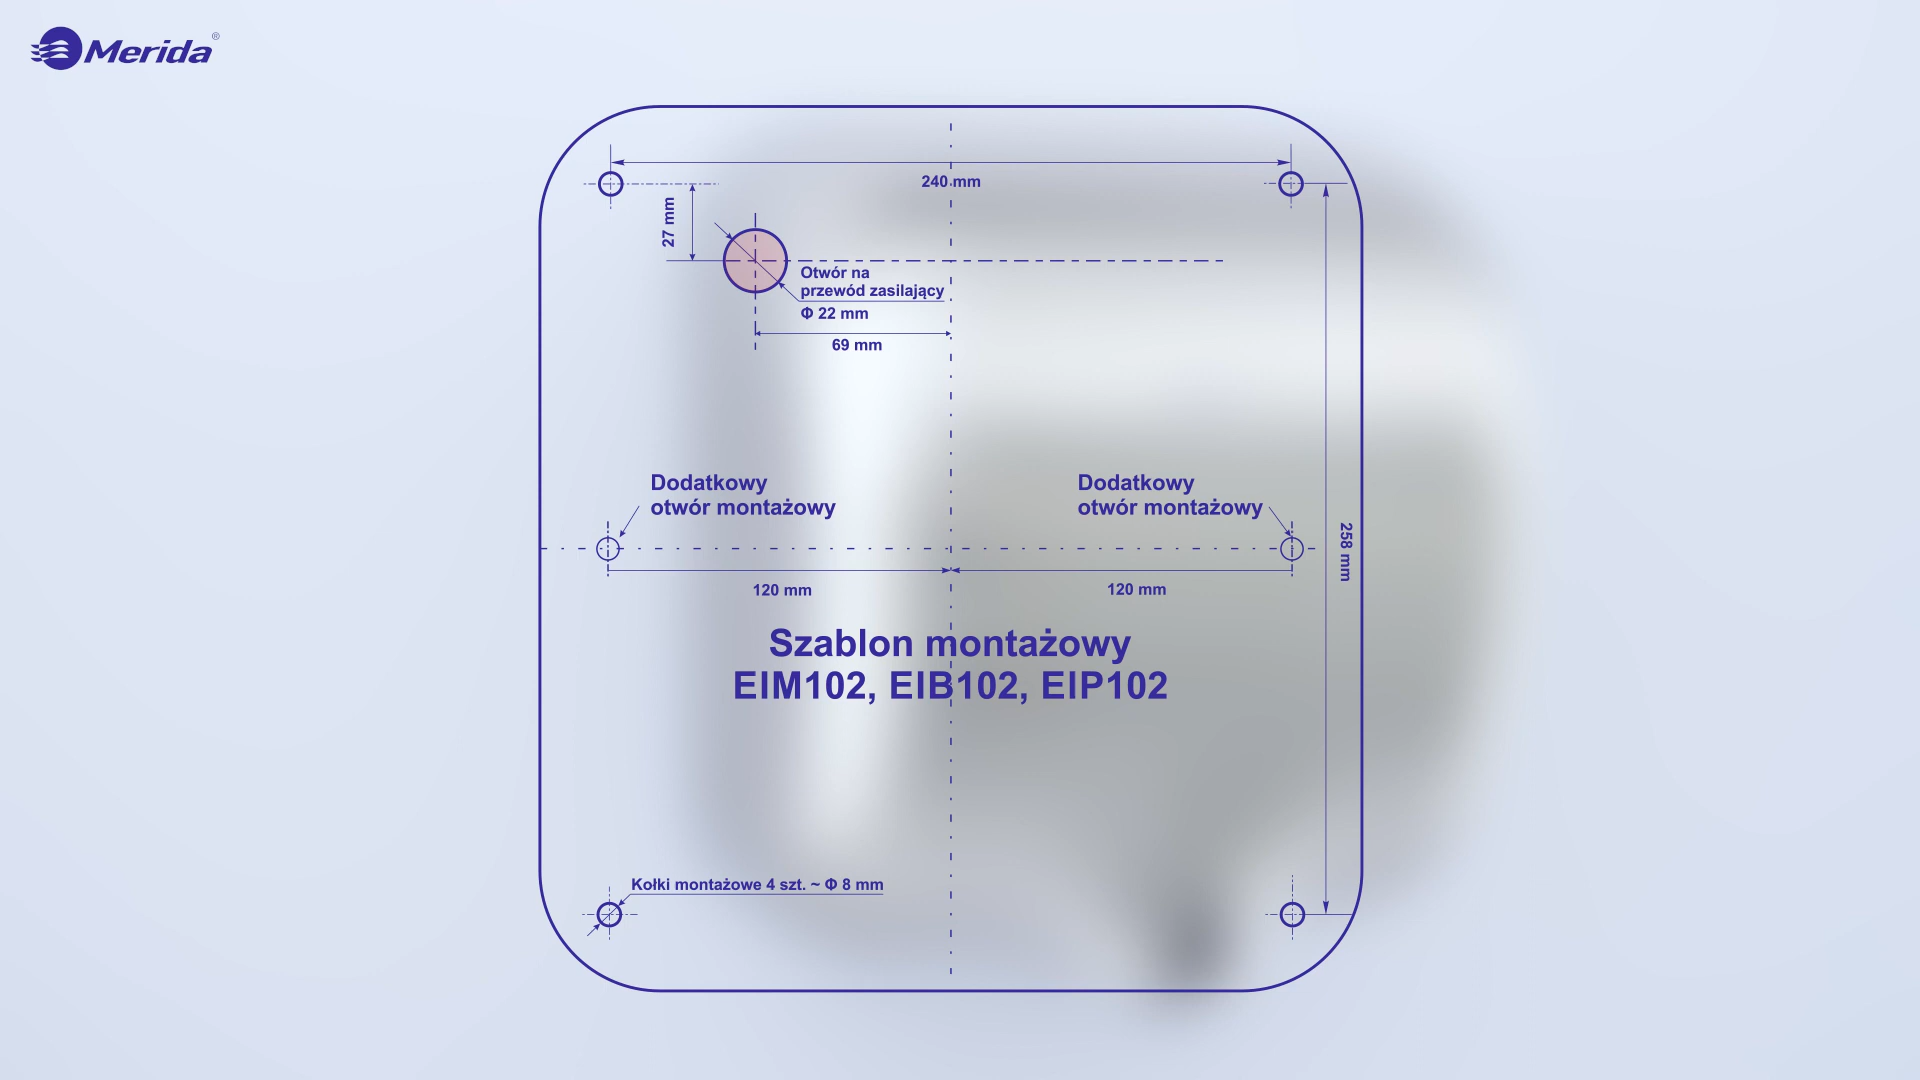 Merida®
240 mm
27 mm
Otwór na
przewód zasilający
Φ 22 mm
69 mm
Dodatkowy
otwór montażowy
Dodatkowy
otwór montażowy
258 mm
120 mm
120 mm
Szablon montażowy
EIM102, EIB102, EIP102
Kołki montażowe 4 szt. ~ Φ 8 mm